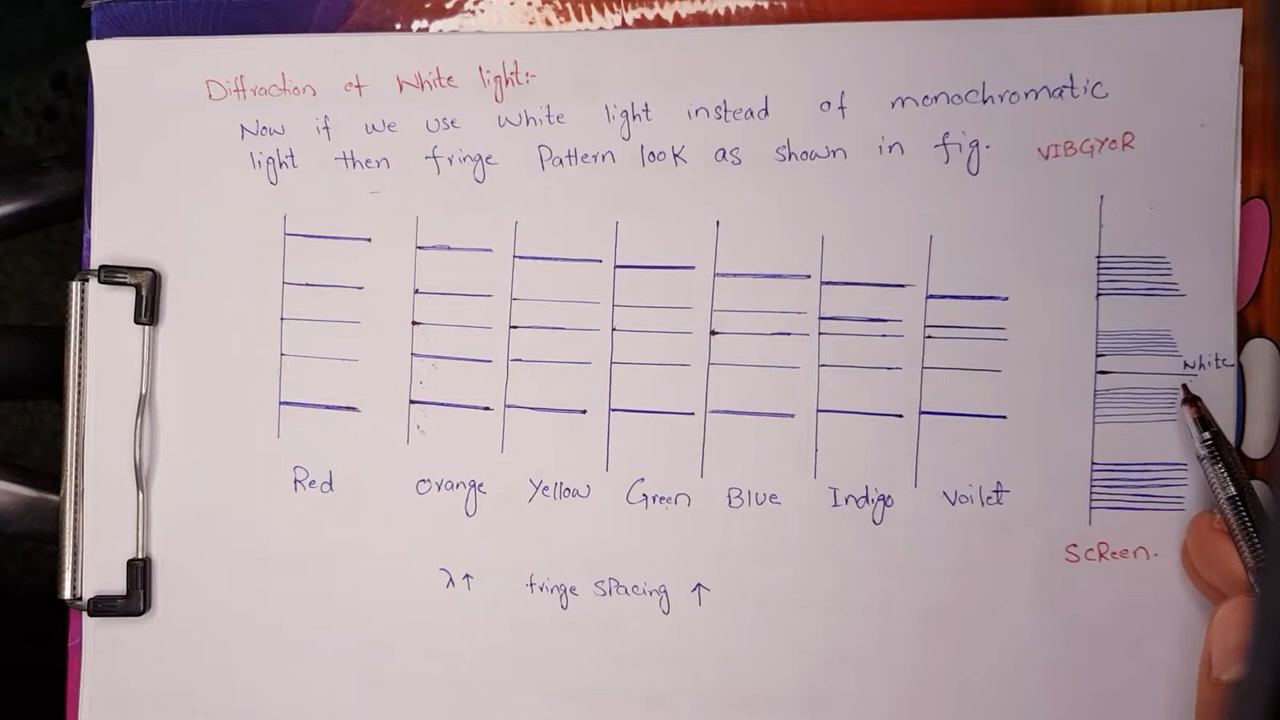 Diffraction of White light:-
Now if we use white light instead of monochromatic
light then fringe Pattern look as shown in fig. VIBGYOR
White
Red Orange Yellow Green Blue Indigo Voilet
Screen.
λ↑ fringe spacing ↑